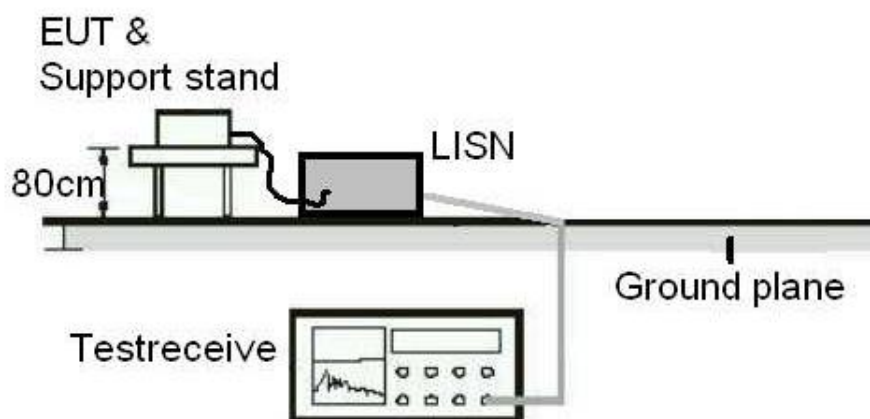 EUT &
Support stand
LISN
80cm
Ground plane
Testreceive